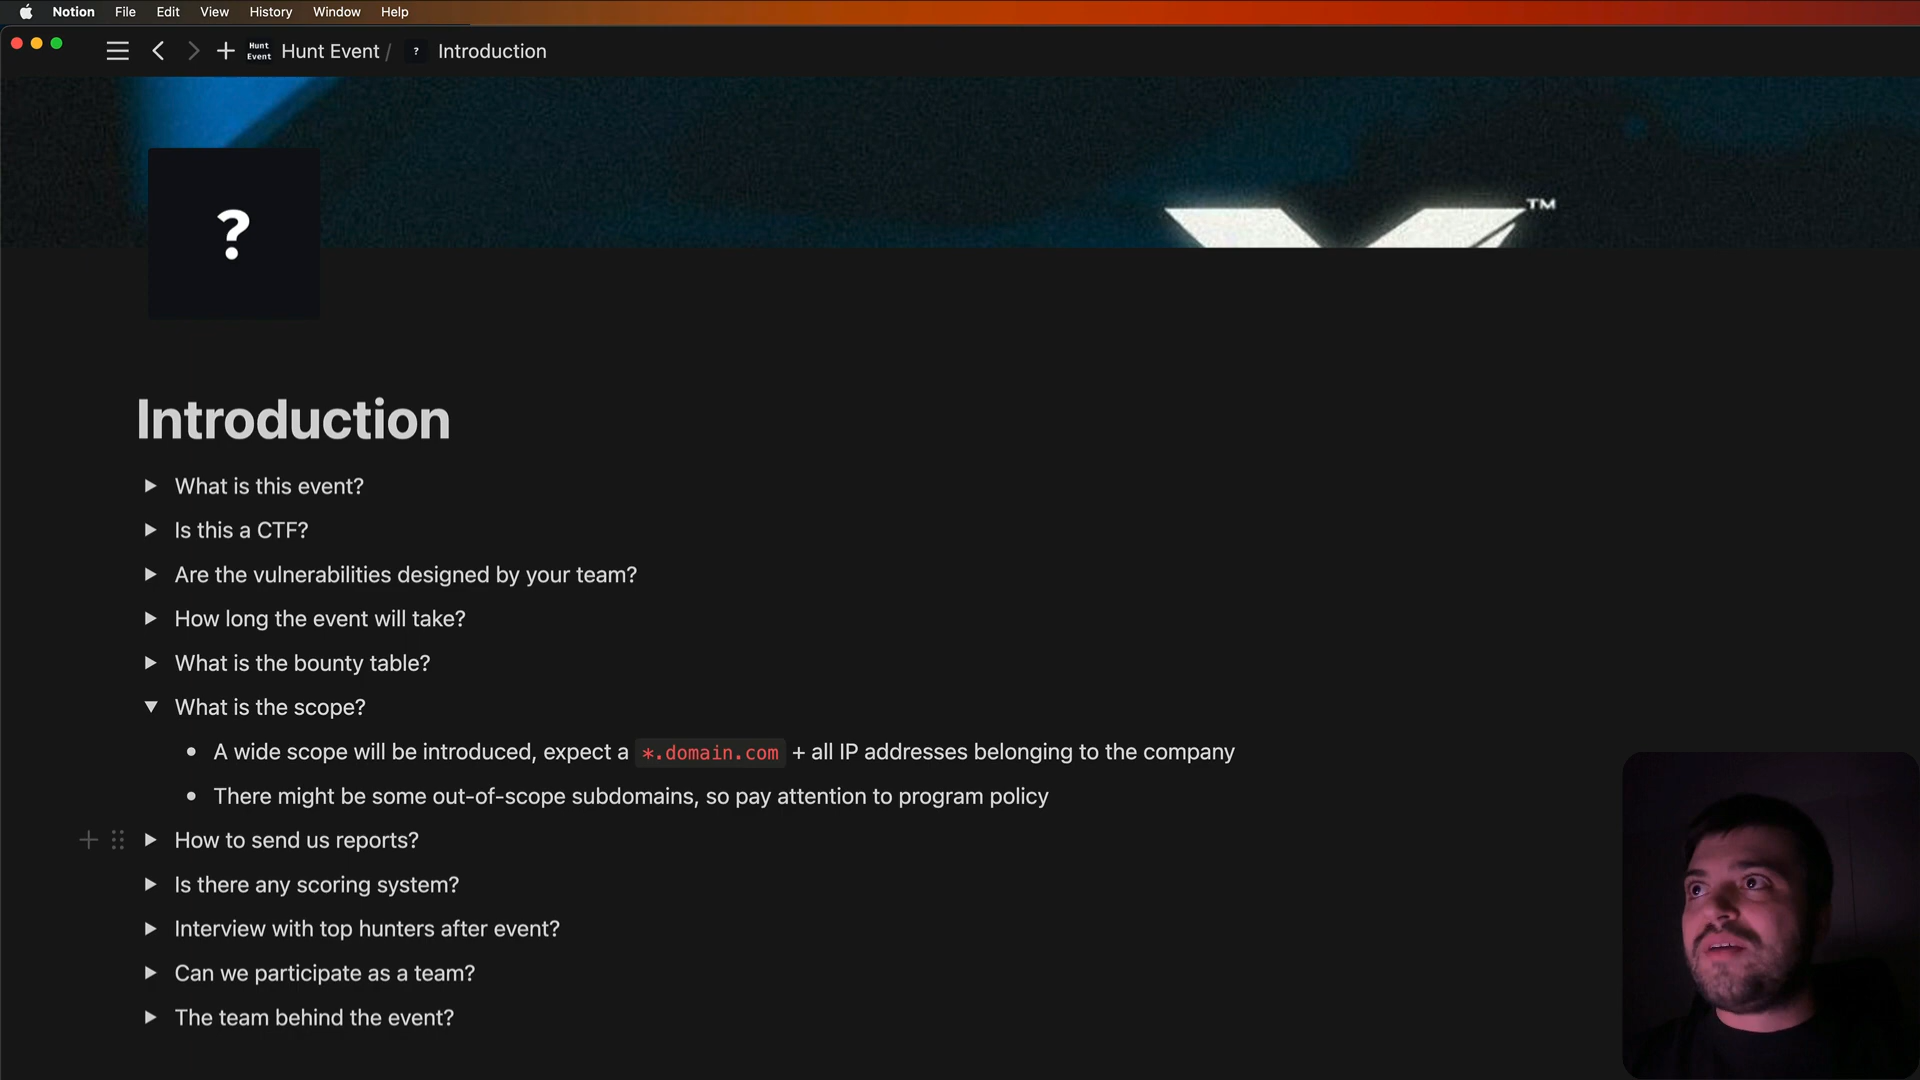 Notion File Edit View History Window Help
Hunt Event Hunt Event / ? Introduction
?
TM
Introduction
What is this event?
Is this a CTF?
Are the vulnerabilities designed by your team?
How long the event will take?
What is the bounty table?
What is the scope?
A wide scope will be introduced, expect a *.domain.com + all IP addresses belonging to the company
There might be some out-of-scope subdomains, so pay attention to program policy
How to send us reports?
Is there any scoring system?
Interview with top hunters after event?
Can we participate as a team?
The team behind the event?